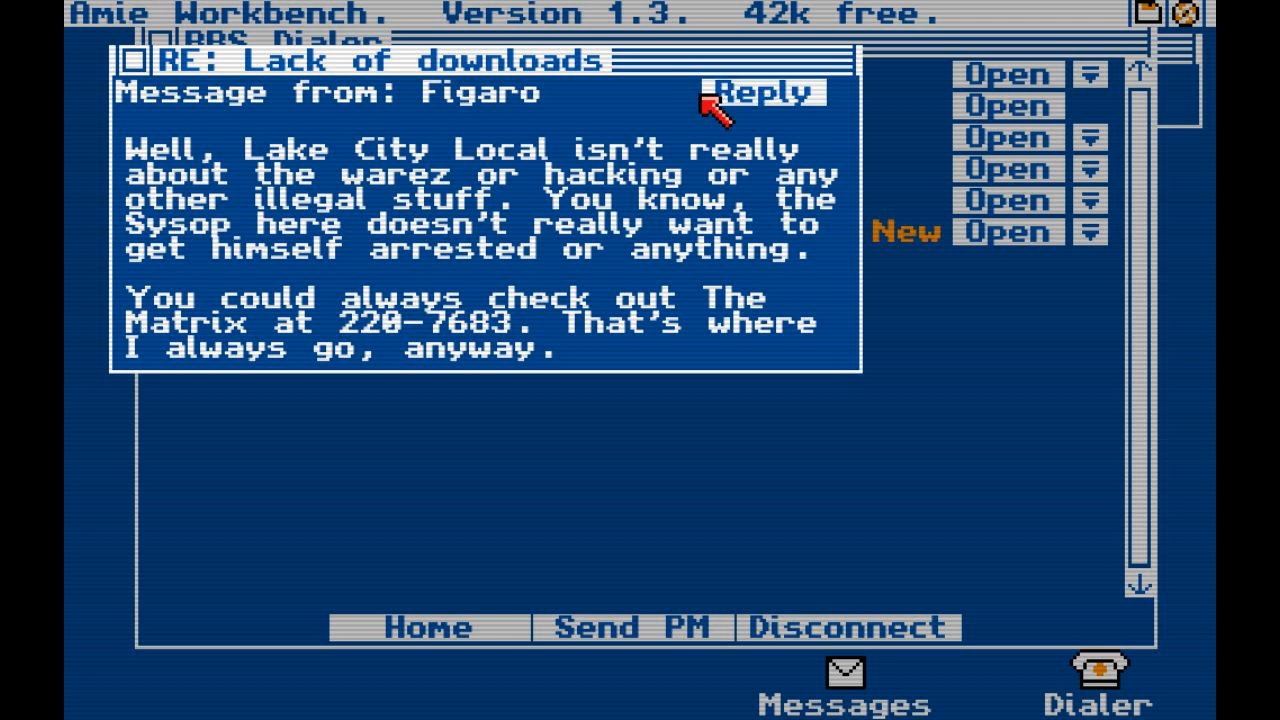 Amie Workbench. Version 1.3. 42k free.
BBS Dialer
RE: Lack of downloads
Message from: Figaro
Reply
Well, Lake City Local isn't really
about the warez or hacking or any
other illegal stuff. You know, the
Sysop here doesn't really want to
get himself arrested or anything.
You could always check out The
Matrix at 220-7683. That's where
I always go, anyway.
Open
Open
Open
Open
Open
New Open
Home Send PM Disconnect
Messages Dialer